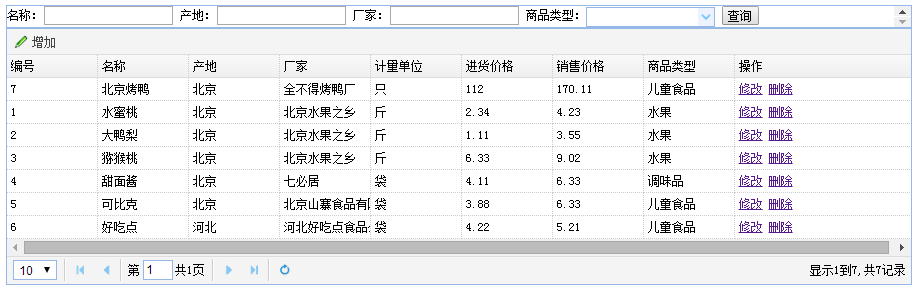 名称： 产地： 厂家： 商品类型： 查询
增加
编号 名称 产地 厂家 计量单位 进货价格 销售价格 商品类型 操作
7 北京烤鸭 北京 全不得烤鸭厂 只 112 170.11 儿童食品 修改 删除
1 水蜜桃 北京 北京水果之乡 斤 2.34 4.23 水果 修改 删除
2 大鸭梨 北京 北京水果之乡 斤 1.11 3.55 水果 修改 删除
3 猕猴桃 北京 北京水果之乡 斤 6.33 9.02 水果 修改 删除
4 甜面酱 北京 七必居 袋 4.11 6.33 调味品 修改 删除
5 可比克 北京 北京山寨食品有 袋 3.88 6.33 儿童食品 修改 删除
6 好吃点 河北 河北好吃点食品 袋 4.22 5.21 儿童食品 修改 删除
10 第 1 共1页 显示1到7,共7记录